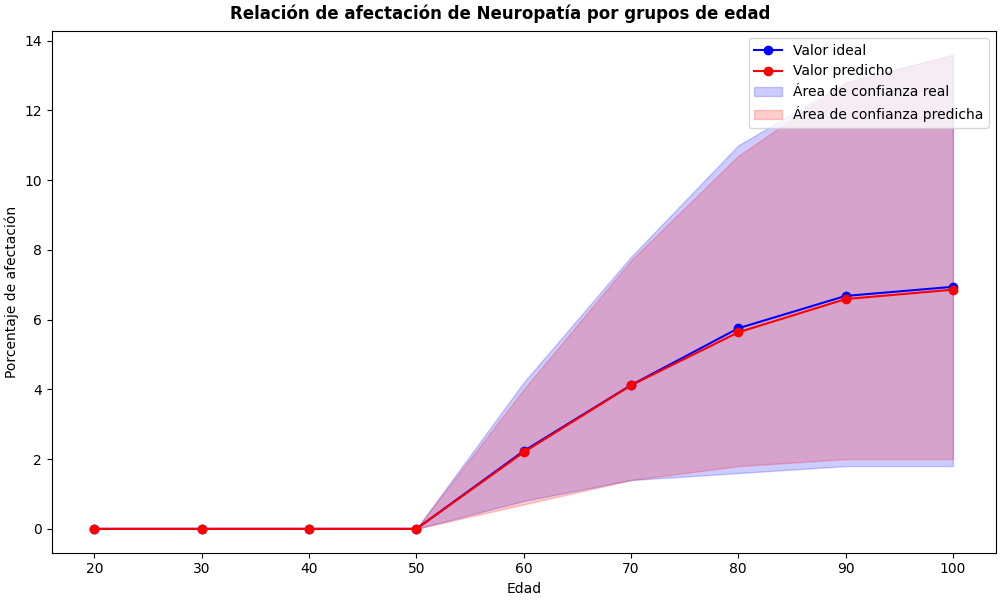 Relación de afectación de Neuropatía por grupos de edad
14
12
10
8
6
4
2
0
Porcentaje de afectación
Valor ideal
Valor predicho
Área de confianza real
Área de confianza predicha
20 30 40 50 60 70 80 90 100
Edad